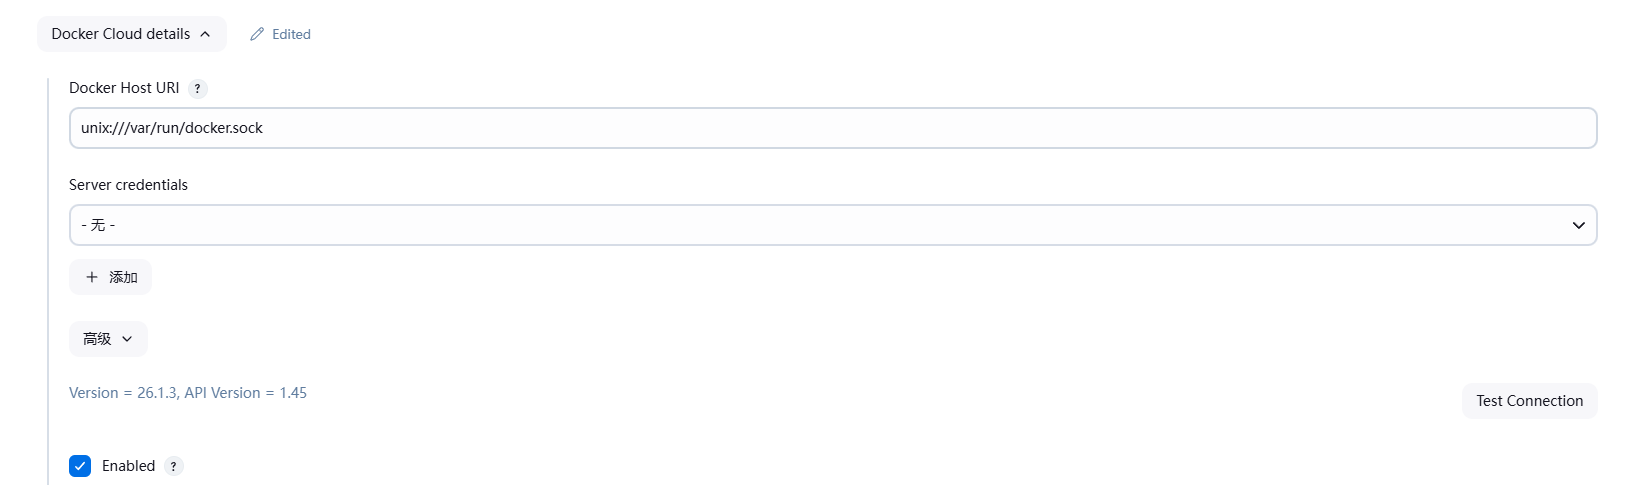 Docker Cloud details
Edited
Docker Host URI ?
unix:///var/run/docker.sock
Server credentials
- 无 -
添加
高级
Version = 26.1.3, API Version = 1.45
Test Connection
Enabled ?